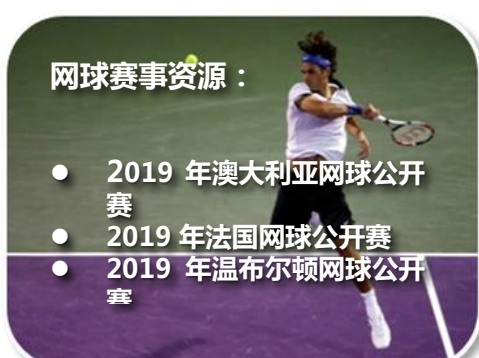 网球赛事资源：
● 2019 年澳大利亚网球公开
赛
● 2019 年法国网球公开赛
● 2019 年温布尔顿网球公开
赛